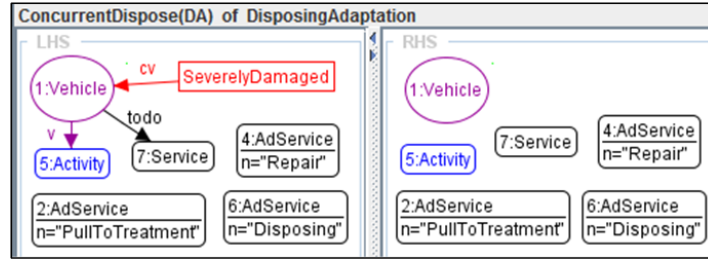 ConcurrentDispose(DA) of DisposingAdaptation
LHS
cv
SeverelyDamaged
1:Vehicle
todo
v
5:Activity
7:Service
4:AdService
n="Repair"
2:AdService
n="PullToTreatment"
6:AdService
n="Disposing"
RHS
1:Vehicle
5:Activity
7:Service
4:AdService
n="Repair"
2:AdService
n="PullToTreatment"
6:AdService
n="Disposing"